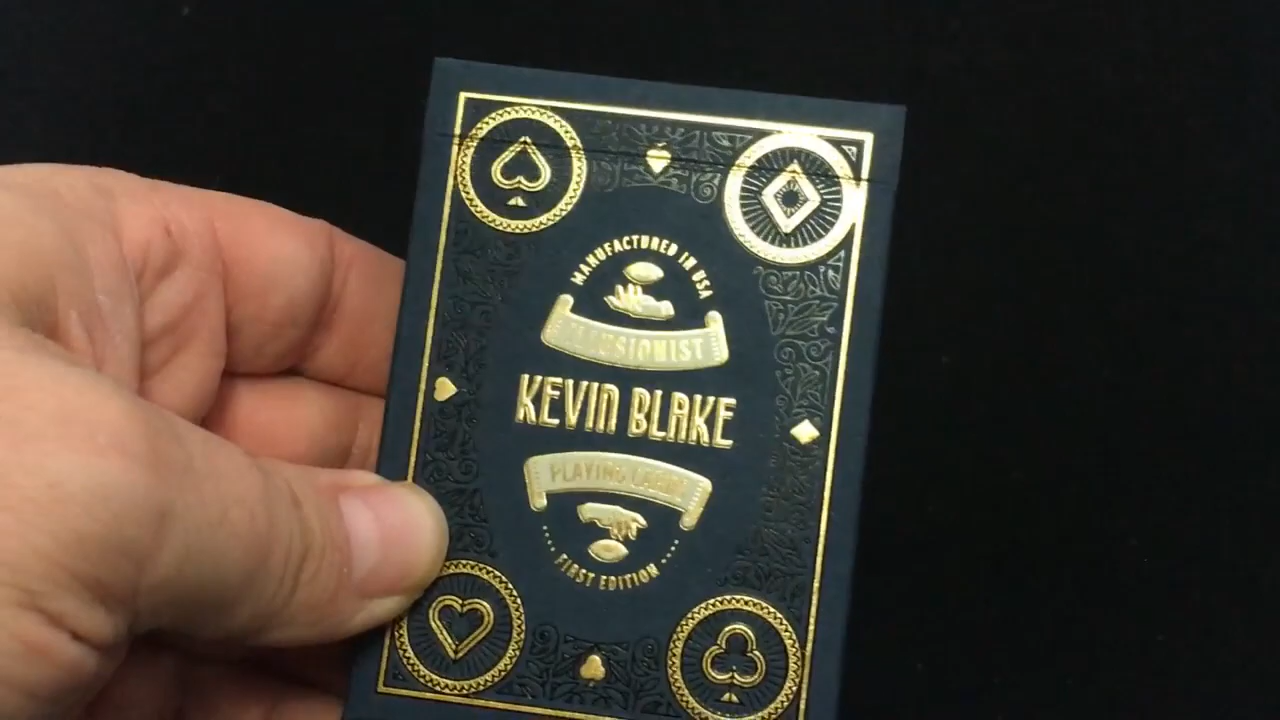 MANUFACTURED IN USA
ILLUSIONIST
KEVIN BLAKE
PLAYING CARDS
FIRST EDITION